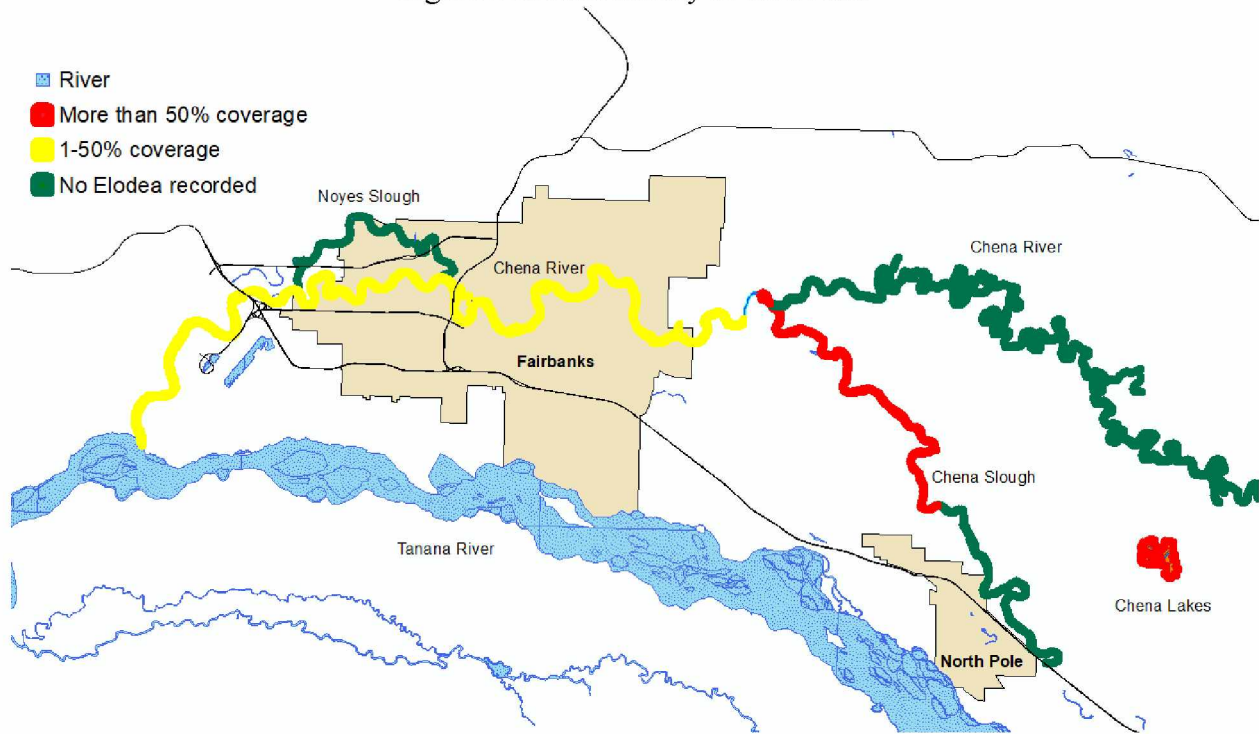 River
More than 50% coverage
1-50% coverage
No Elodea recorded
Noyes Slough
Chena River
Chena River
Fairbanks
Chena Slough
Tanana River
Chena Lakes
North Pole